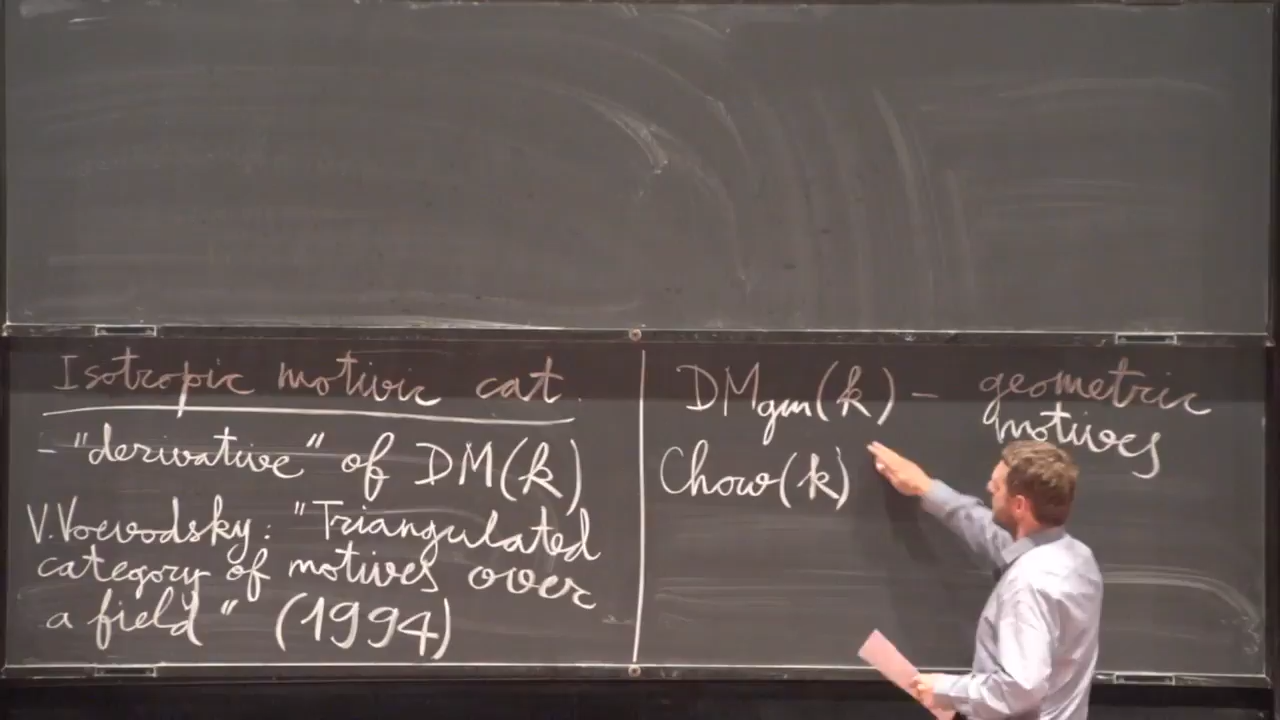 Isotropic motivic cat.
- "derivative" of DM(k)
V. Voevodsky: "Triangulated
category of motives over
a field" (1994)
DMgm(k) - geometric
motives
Chow(k)